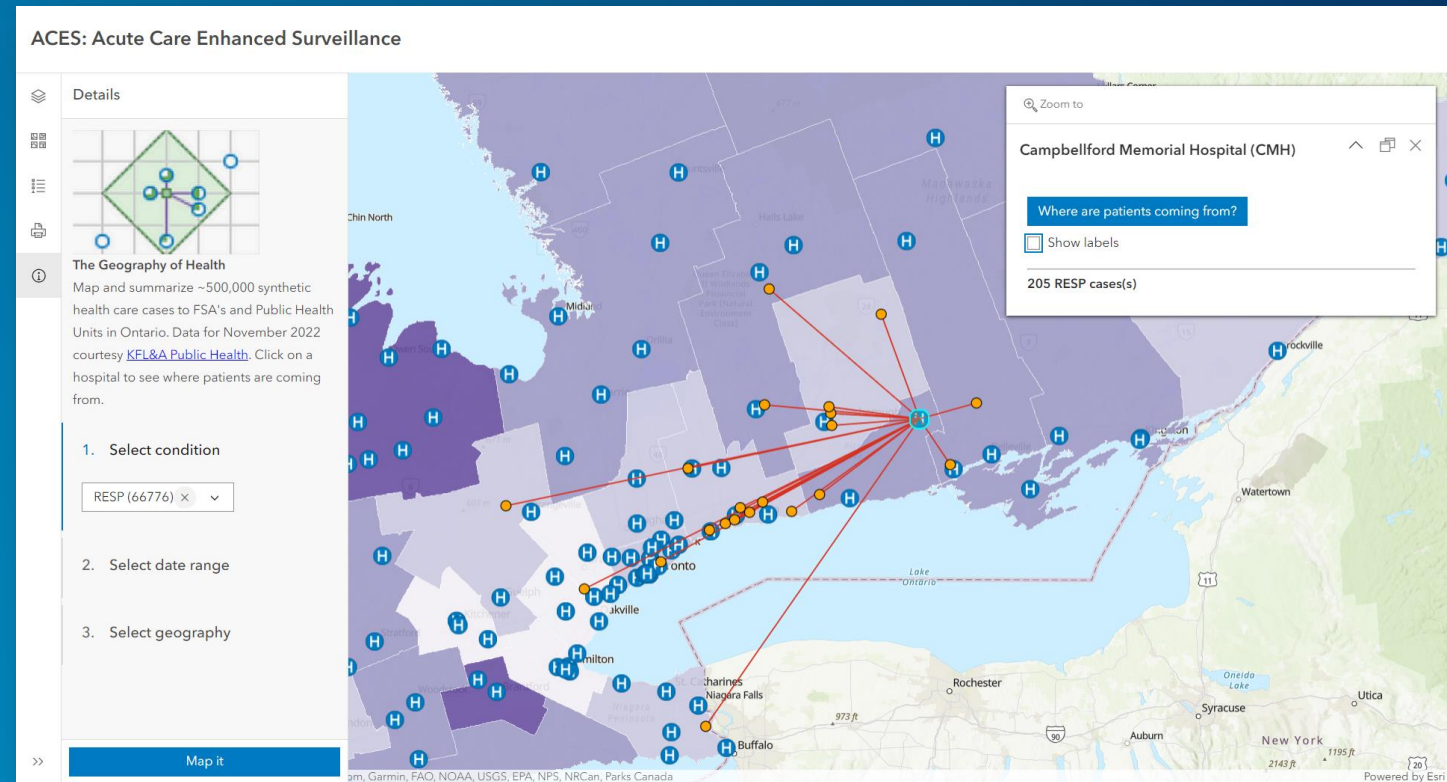 ACES: Acute Care Enhanced Surveillance
Details
The Geography of Health
Map and summarize ~500,000 synthetic
health care cases to FSA's and Public Health
Units in Ontario. Data for November 2022
courtesy KFL&A Public Health. Click on a
hospital to see where patients are coming
from.
1. Select condition
RESP (66776)
2. Select date range
3. Select geography
Map it
Zoom to
Campbellford Memorial Hospital (CMH)
Where are patients coming from?
Show labels
205 RESP cases(s)
Chin North
Madawaska
Highlands
Halls Lake
Midland
rockville
Watertown
Lake
Ontario
11
onto
akville
milton
St. Catharines
Niagara Falls
Niagara
Peninsula
Buffalo
973 ft
Rochester
90
Auburn
Oneida
Lake
Syracuse
Utica
New York
1195 ft
2143 ft
20
om, Garmin, FAO, NOAA, USGS, EPA, NPS, NRCan, Parks Canada
Powered by Esri